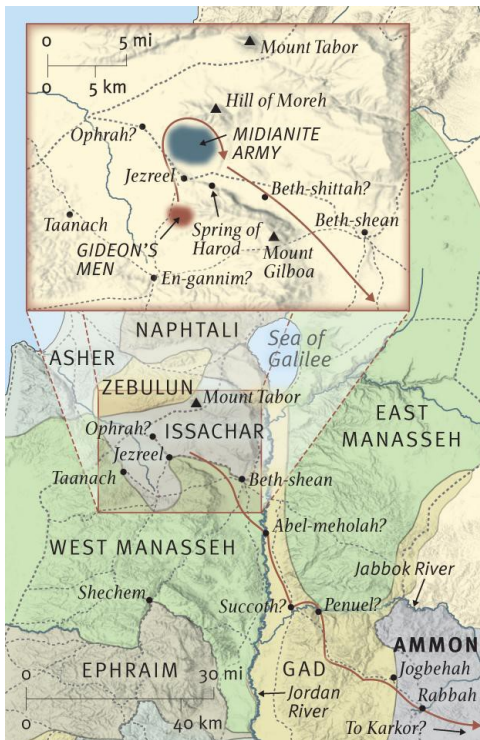 0 5 mi
0 5 km
Mount Tabor
Hill of Moreh
Ophrah?
MIDIANITE
ARMY
Jezreel
Beth-shittah?
Taanach
Spring of
Harod
Beth-shean
GIDEON'S
MEN
Mount
Gilboa
En-gannim?
NAPHTALI
Sea of
Galilee
ASHER
ZEBULUN
Mount Tabor
EAST
MANASSEH
Ophrah?
ISSACHAR
Jezreel
Taanach
Beth-shean
Abel-meholah?
WEST MANASSEH
Jabbok River
Shechem
Succoth?
Penuel?
AMMON
EPHRAIM
GAD
Jogbehah
0 30 mi
0 40 km
Jordan
River
Rabbah
To Karkor?